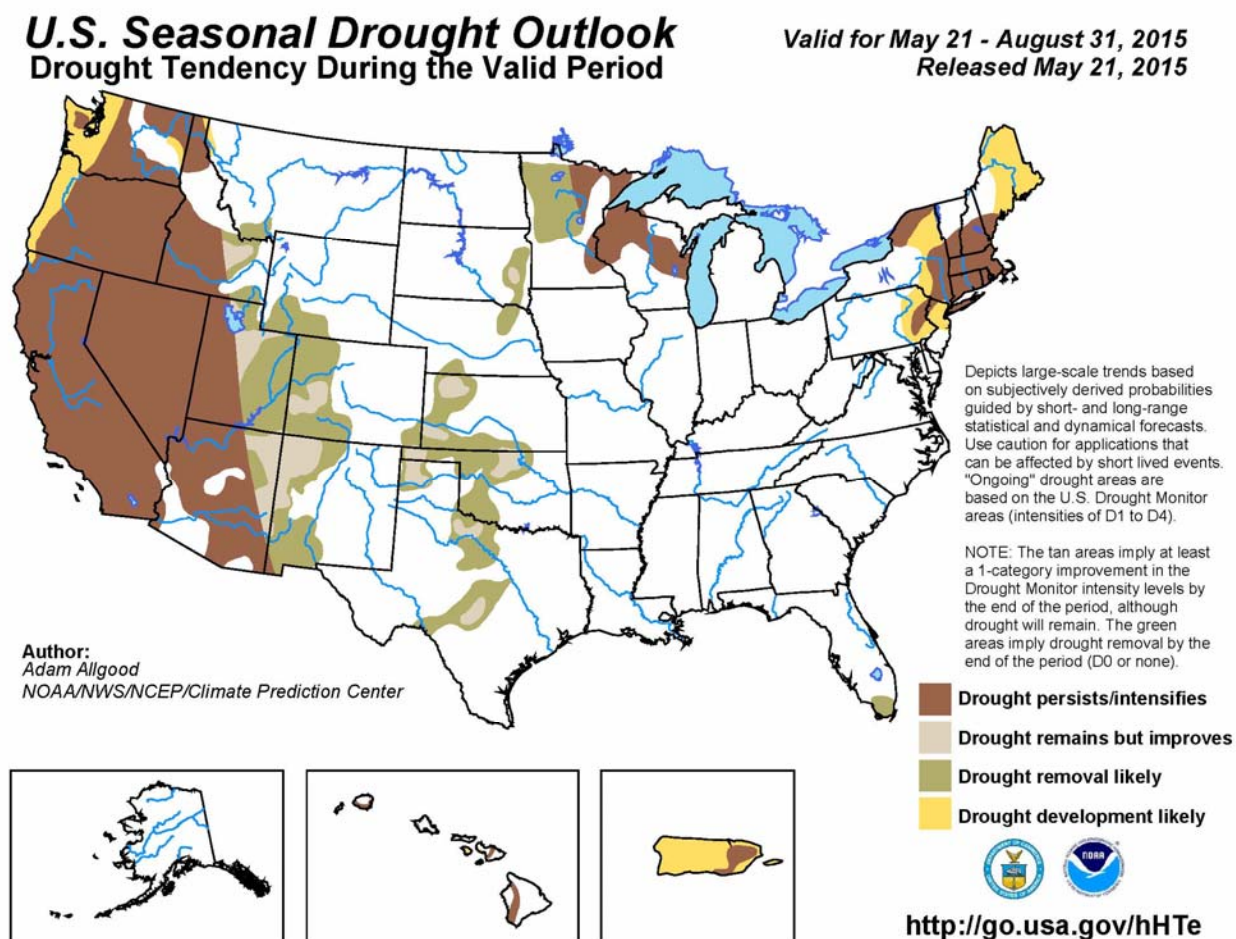 U.S. Seasonal Drought Outlook
Drought Tendency During the Valid Period
Valid for May 21 - August 31, 2015
Released May 21, 2015
Depicts large-scale trends based
on subjectively derived probabilities
guided by short- and long-range
statistical and dynamical forecasts.
Use caution for applications that
can be affected by short lived events.
"Ongoing" drought areas are
based on the U.S. Drought Monitor
areas (intensities of D1 to D4).
NOTE: The tan areas imply at least
a 1-category improvement in the
Drought Monitor intensity levels by
the end of the period, although
drought will remain. The green
areas imply drought removal by the
end of the period (D0 or none).
Author:
Adam Allgood
NOAA/NWS/NCEP/Climate Prediction Center
Drought persists/intensifies
Drought remains but improves
Drought removal likely
Drought development likely
NOAA
http://go.usa.gov/hHTe